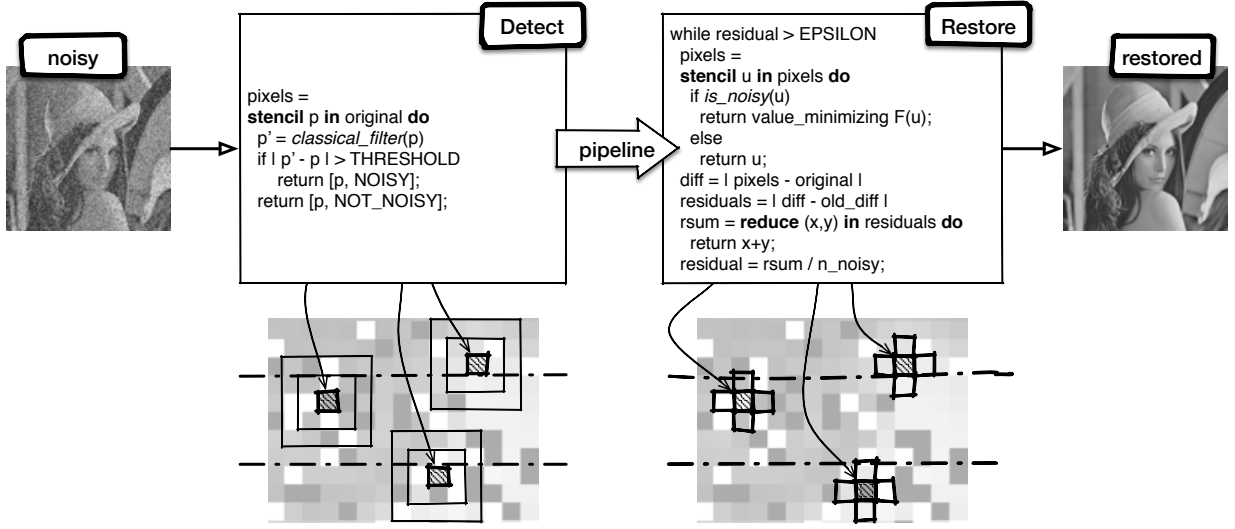 noisy
Detect
pixels =
stencil p in original do
p' = classical_filter(p)
if | p' - p | > THRESHOLD
return [p, NOISY];
return [p, NOT_NOISY];
pipeline
Restore
while residual > EPSILON
pixels =
stencil u in pixels do
if is_noisy(u)
return value_minimizing F(u);
else
return u;
diff = | pixels - original |
residuals = | diff - old_diff |
rsum = reduce (x,y) in residuals do
return x+y;
residual = rsum / n_noisy;
restored